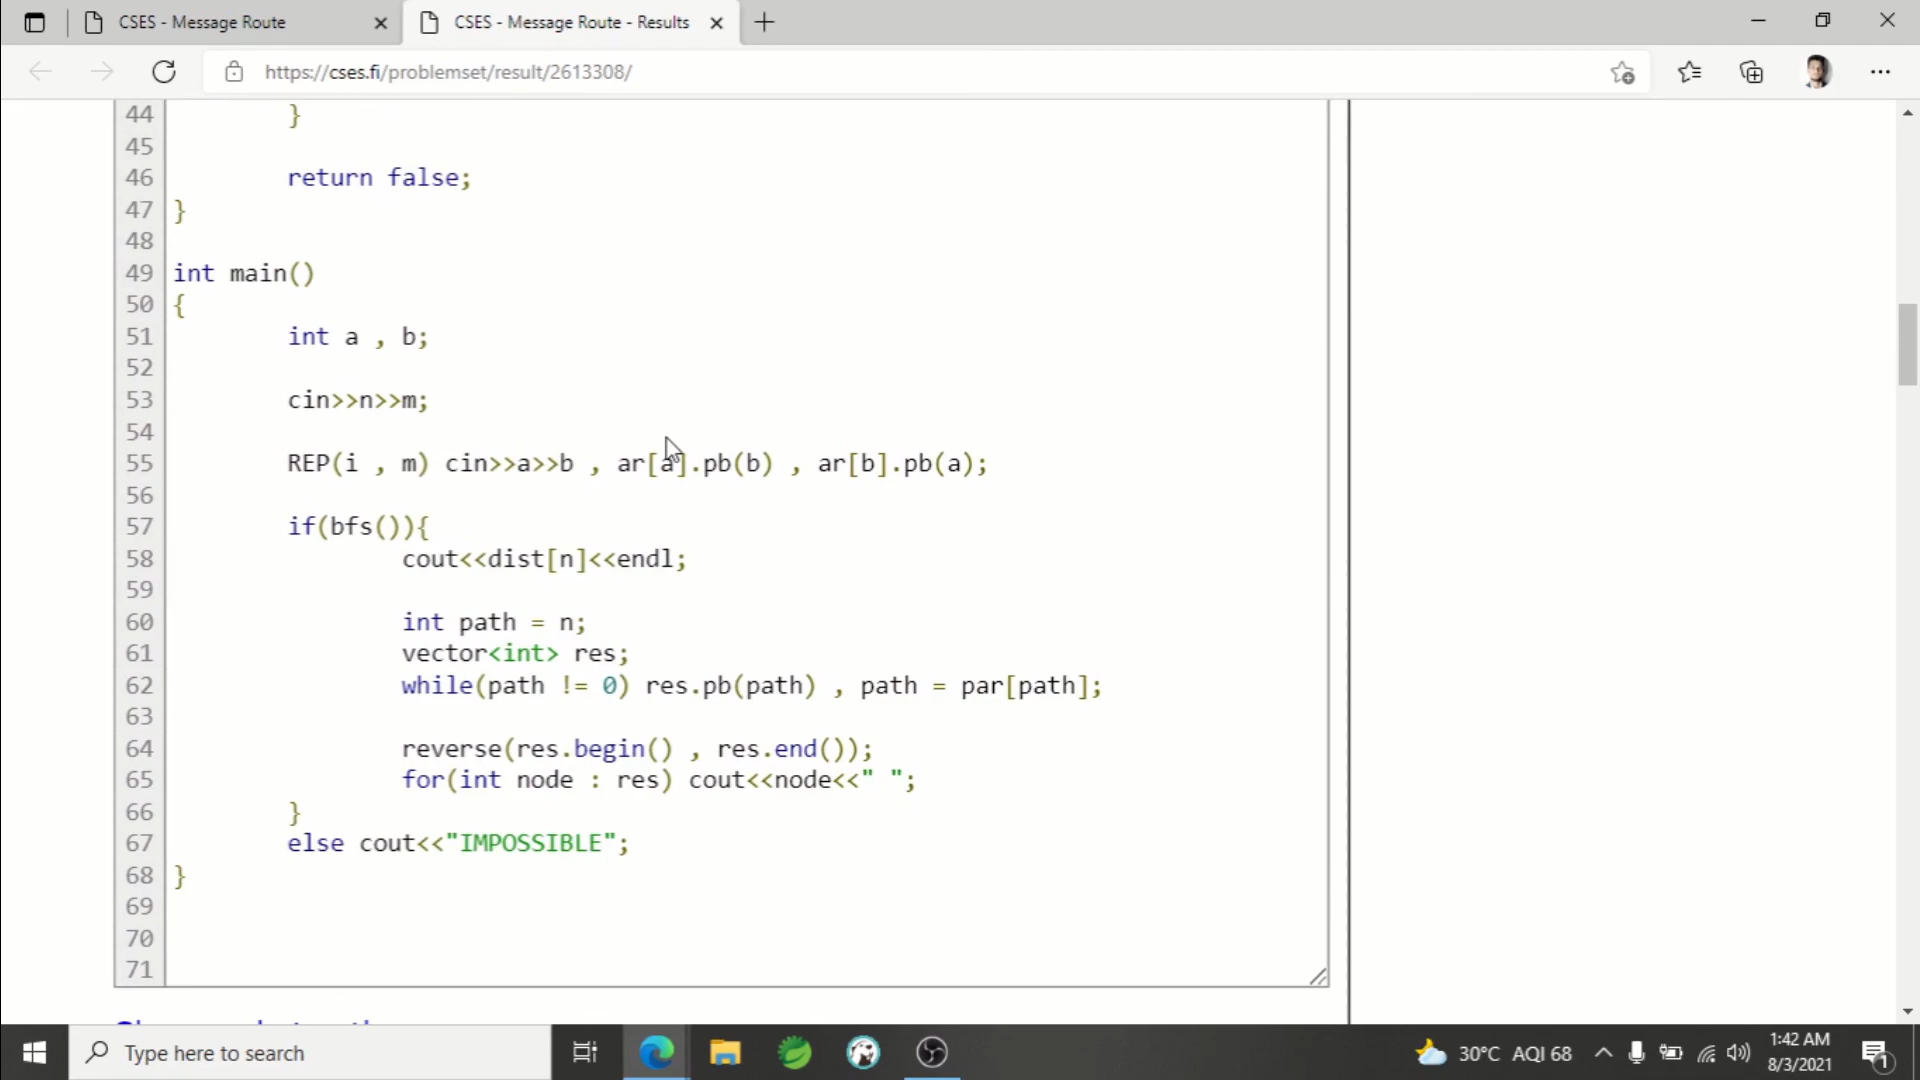 CSES - Message Route
CSES - Message Route - Results
https://cses.fi/problemset/result/2613308/
44 }
45
46 return false;
47 }
48
49 int main()
50 {
51 int a , b;
52
53 cin>>n>>m;
54
55 REP(i , m) cin>>a>>b , ar[a].pb(b) , ar[b].pb(a);
56
57 if(bfs()){
58 cout<<dist[n]<<endl;
59
60 int path = n;
61 vector<int> res;
62 while(path != 0) res.pb(path) , path = par[path];
63
64 reverse(res.begin() , res.end());
65 for(int node : res) cout<<node<<" ";
66 }
67 else cout<<"IMPOSSIBLE";
68 }
69
70
71
Type here to search
30°C AQI 68
1:42 AM
8/3/2021
1